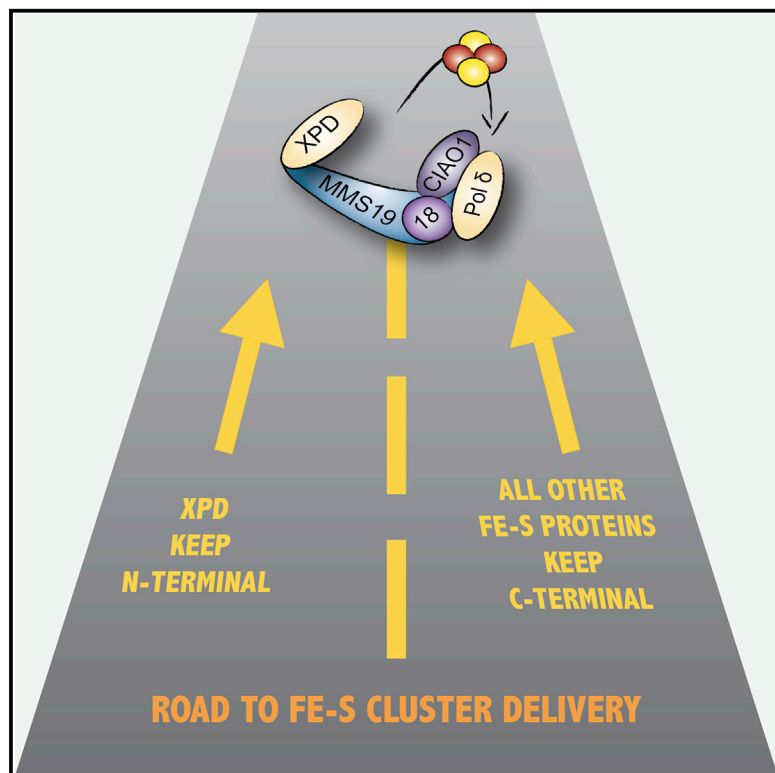 XPD
CIAO1
MMS19
18
Pol δ
XPD
KEEP
N-TERMINAL
ALL OTHER
FE-S PROTEINS
KEEP
C-TERMINAL
ROAD TO FE-S CLUSTER DELIVERY